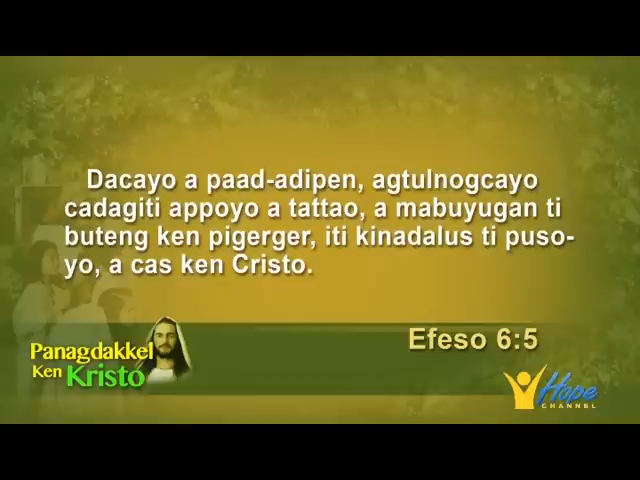 Dacayo a paad-adipen, agtulnogcayo
cadagiti appoyo a tattao, a mabuyugan ti
buteng ken pigerger, iti kinadalus ti puso-
yo, a cas ken Cristo.
Efeso 6:5
Panagdakkel
Ken Kristo
Hope
CHANNEL